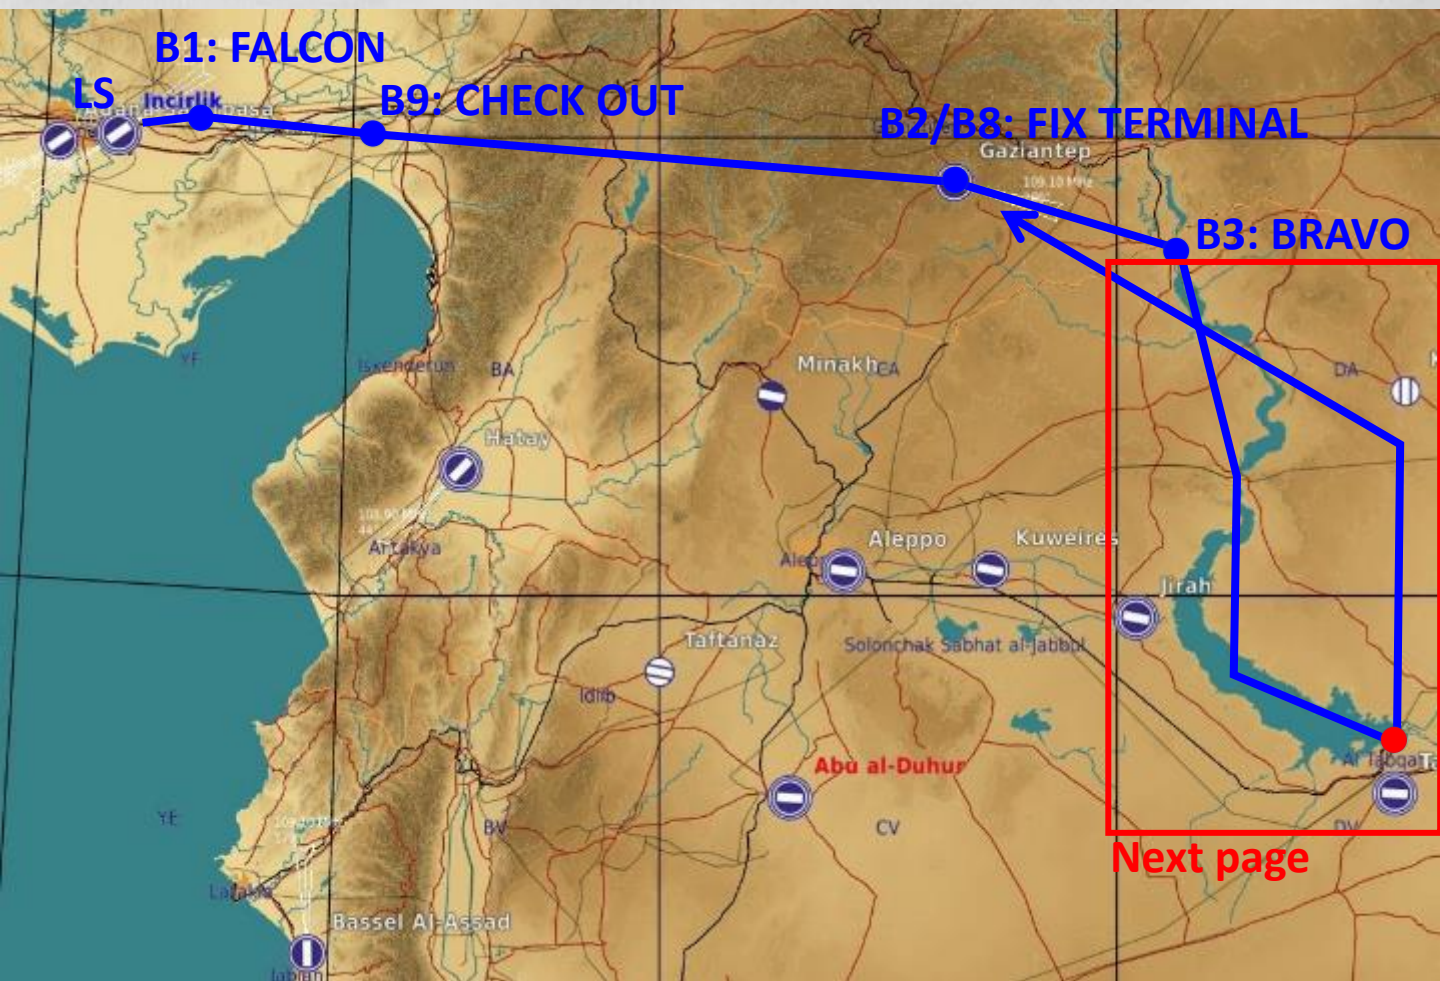 B1: FALCON
LS
Incirlik
B9: CHECK OUT
B2/B8: FIX TERMINAL
Gaziantep
109.10 MHz
B3: BRAVO
YF
Iskenderun
BA
Minakh
CA
DA
Hatay
Aleppo
Kuweires
Jirah
Taftanaz
Solonchak Sabhat al-Jabbul
Idlib
Abu al-Duhur
YE
BV
CV
DV
Next page
Bassel Al-Assad